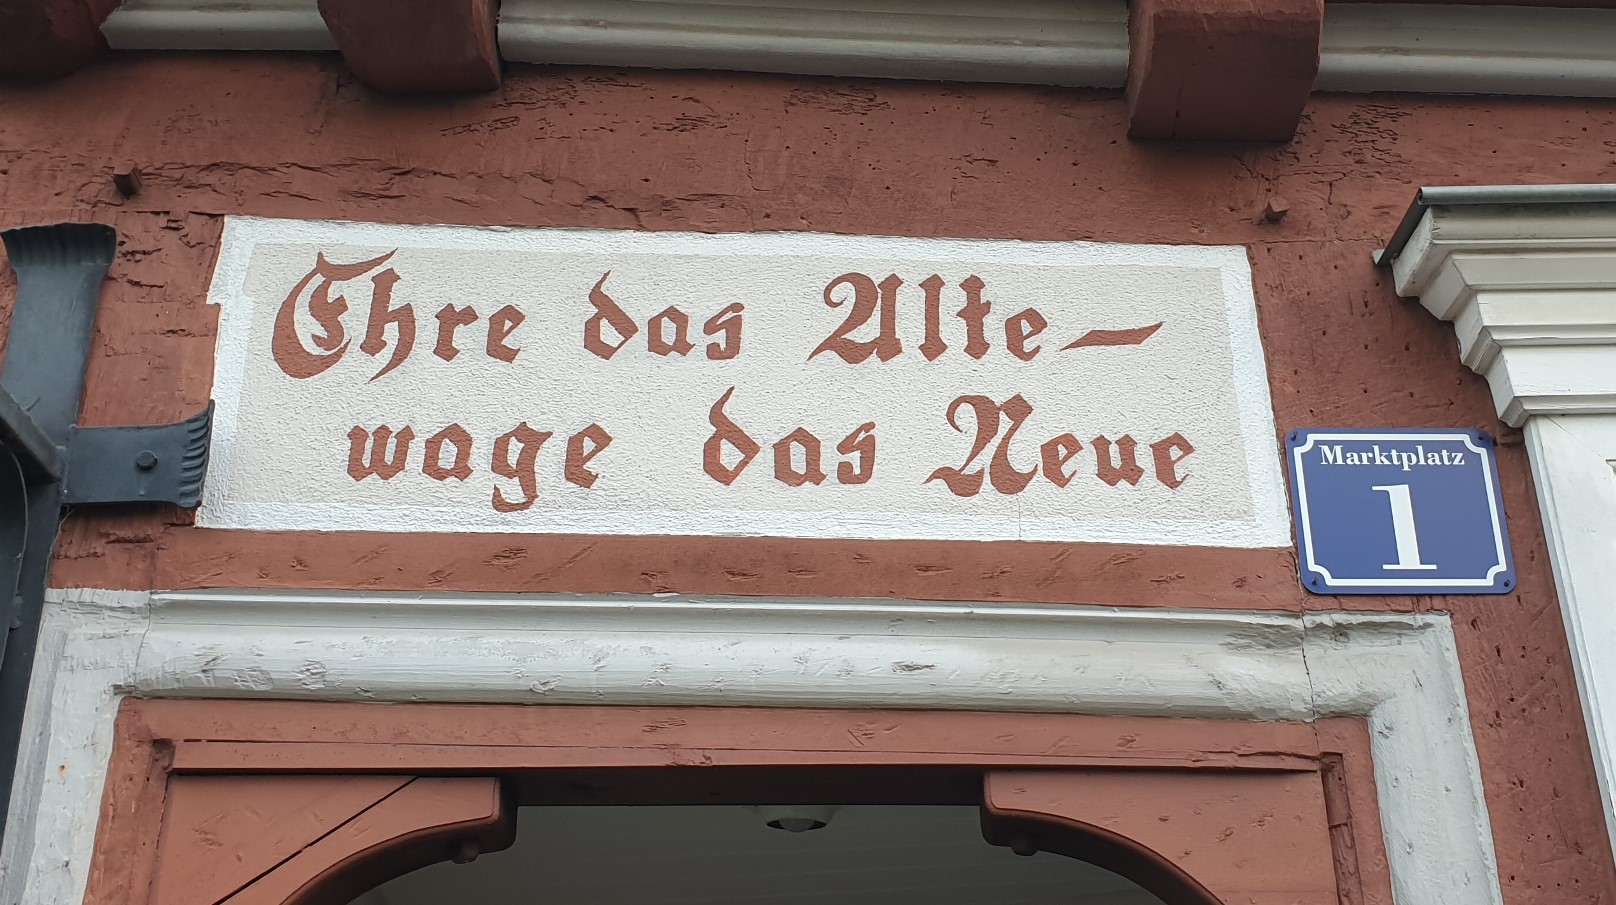 Ehre das Alte–
wage das Neue
Marktplatz
1